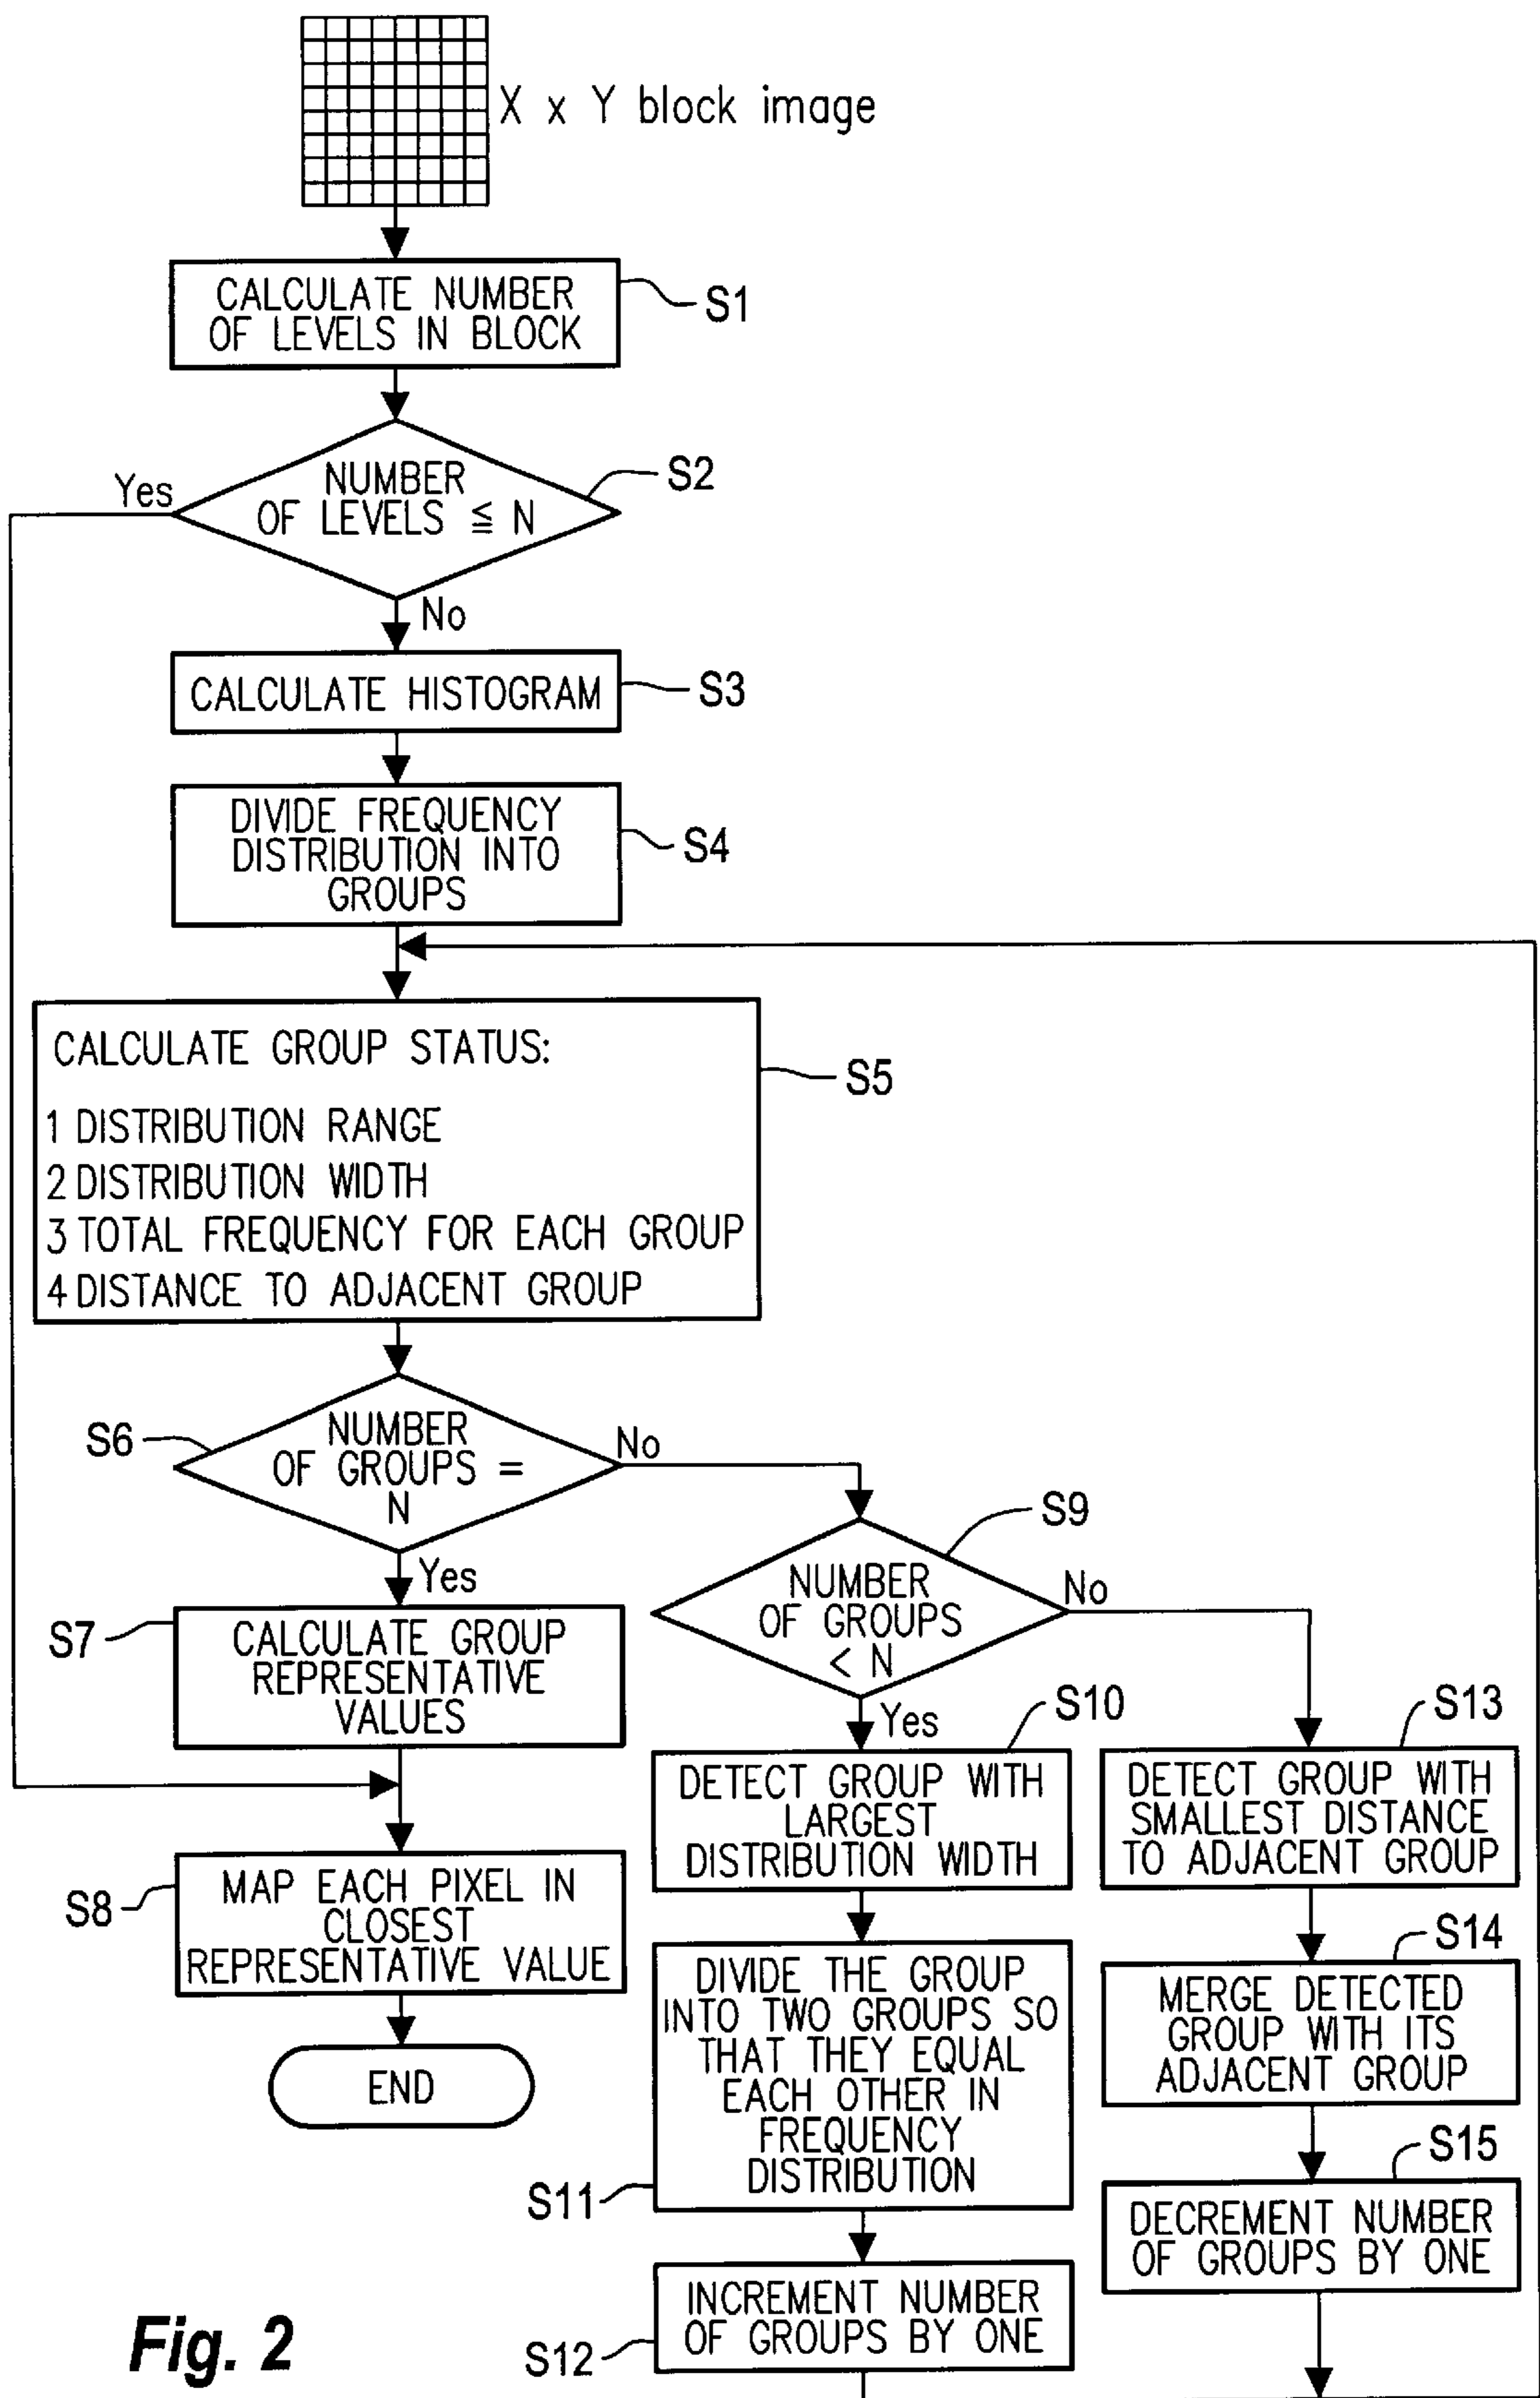 X x Y block image
CALCULATE NUMBER
OF LEVELS IN BLOCK
S1
NUMBER
OF LEVELS ≦ N
S2
Yes
No
CALCULATE HISTOGRAM
S3
DIVIDE FREQUENCY
DISTRIBUTION INTO
GROUPS
S4
CALCULATE GROUP STATUS:
1 DISTRIBUTION RANGE
2 DISTRIBUTION WIDTH
3 TOTAL FREQUENCY FOR EACH GROUP
4 DISTANCE TO ADJACENT GROUP
S5
S6
NUMBER
OF GROUPS =
N
No
Yes
S7
CALCULATE GROUP
REPRESENTATIVE
VALUES
S8
MAP EACH PIXEL IN
CLOSEST
REPRESENTATIVE VALUE
END
S9
NUMBER
OF GROUPS
< N
No
Yes
S10
DETECT GROUP WITH
LARGEST
DISTRIBUTION WIDTH
DIVIDE THE GROUP
INTO TWO GROUPS SO
THAT THEY EQUAL
EACH OTHER IN
FREQUENCY
DISTRIBUTION
S11
INCREMENT NUMBER
OF GROUPS BY ONE
S12
S13
DETECT GROUP WITH
SMALLEST DISTANCE
TO ADJACENT GROUP
S14
MERGE DETECTED
GROUP WITH ITS
ADJACENT GROUP
S15
DECREMENT NUMBER
OF GROUPS BY ONE
Fig. 2